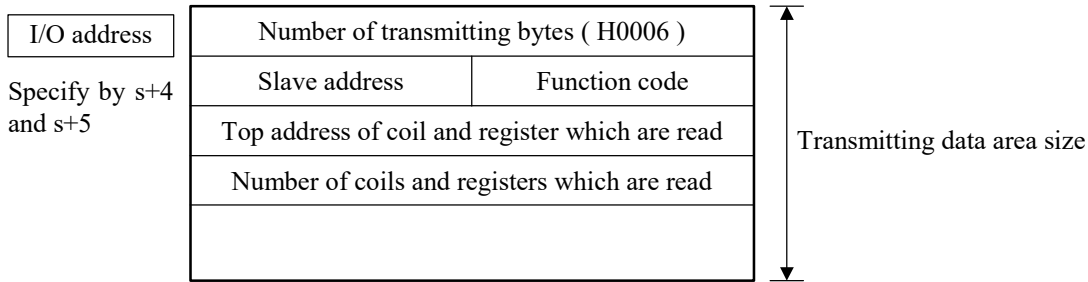 I/O address
Specify by s+4
and s+5
Number of transmitting bytes ( H0006 )
Slave address
Function code
Top address of coil and register which are read
Number of coils and registers which are read
Transmitting data area size